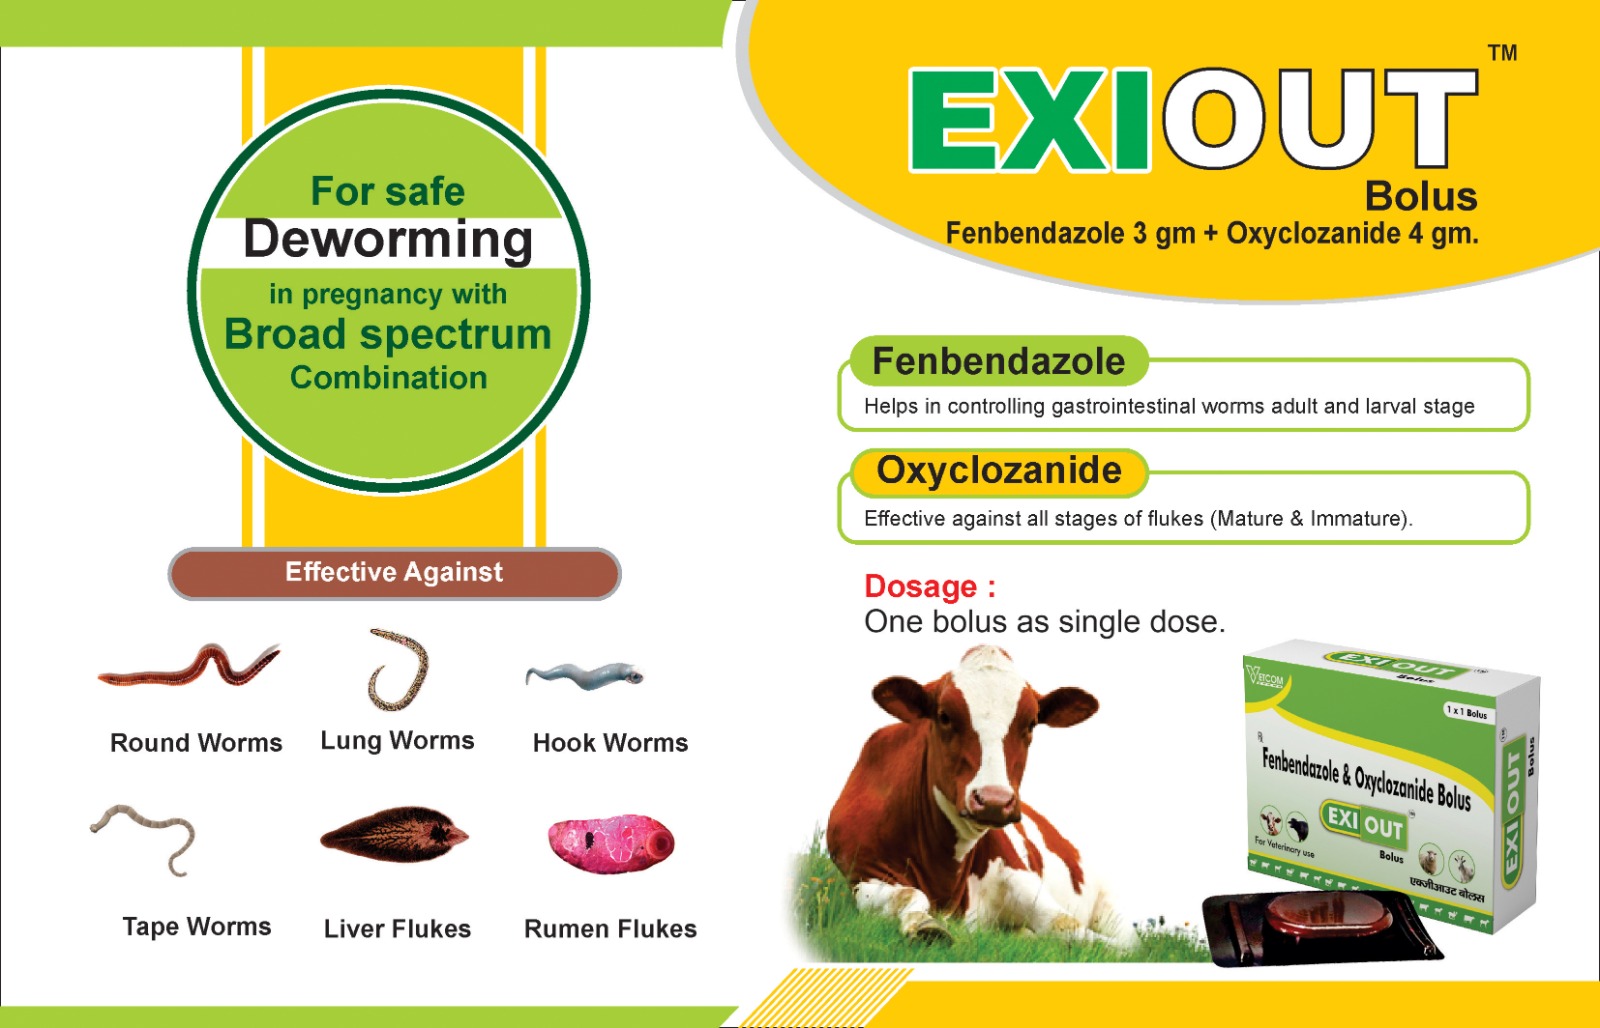 For safe
Deworming
in pregnancy with
Broad spectrum
Combination
Effective Against
Round Worms
Lung Worms
Hook Worms
Tape Worms
Liver Flukes
Rumen Flukes
EXIOUT™
Bolus
Fenbendazole 3 gm + Oxyclozanide 4 gm.
Fenbendazole
Helps in controlling gastrointestinal worms adult and larval stage
Oxyclozanide
Effective against all stages of flukes (Mature & Immature).
Dosage :
One bolus as single dose.
EXI OUT
Bolus
VETCOM
1 x 1 Bolus
Fenbendazole & Oxyclozanide Bolus
EXI OUT
Bolus
For Veterinary use
एक्जीआउट बोलस
EXIOUT
Bolus